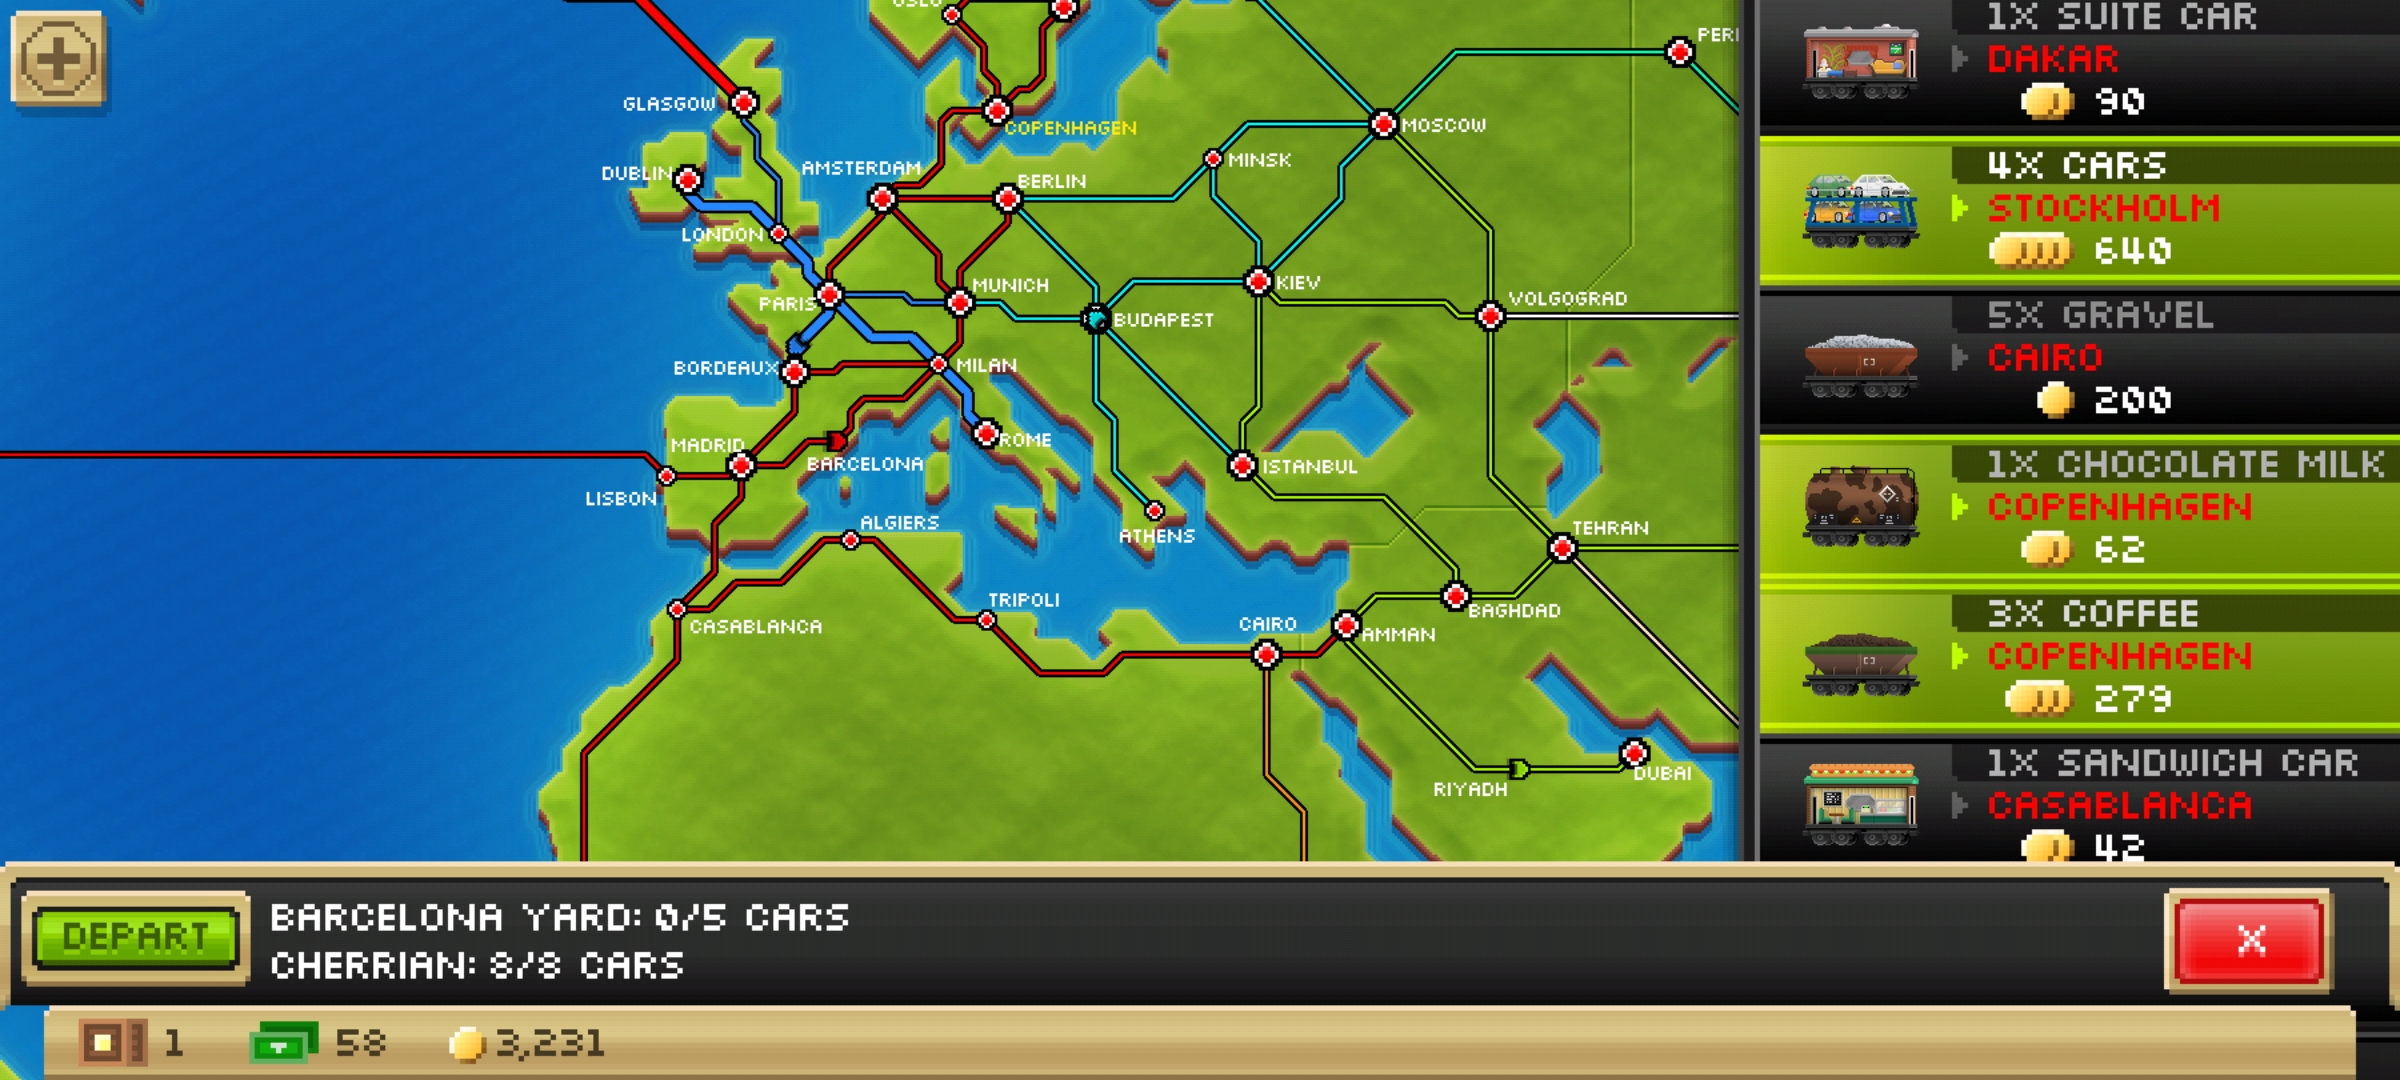 OSLO
GLASGOW
DUBLIN
LONDON
AMSTERDAM
COPENHAGEN
BERLIN
MINSK
MOSCOW
PARIS
MUNICH
BUDAPEST
KIEV
VOLGOGRAD
BORDEAUX
MILAN
MADRID
BARCELONA
ROME
ISTANBUL
LISBON
ALGIERS
ATHENS
TEHRAN
CASABLANCA
TRIPOLI
CAIRO
AMMAN
BAGHDAD
RIYADH
DUBAI
1X SUITE CAR
DAKAR
90
4X CARS
STOCKHOLM
640
5X GRAVEL
CAIRO
200
1X CHOCOLATE MILK
COPENHAGEN
62
3X COFFEE
COPENHAGEN
279
1X SANDWICH CAR
CASABLANCA
42
DEPART
BARCELONA YARD: 0/5 CARS
CHERRIAN: 8/8 CARS
X
1
58
3,231